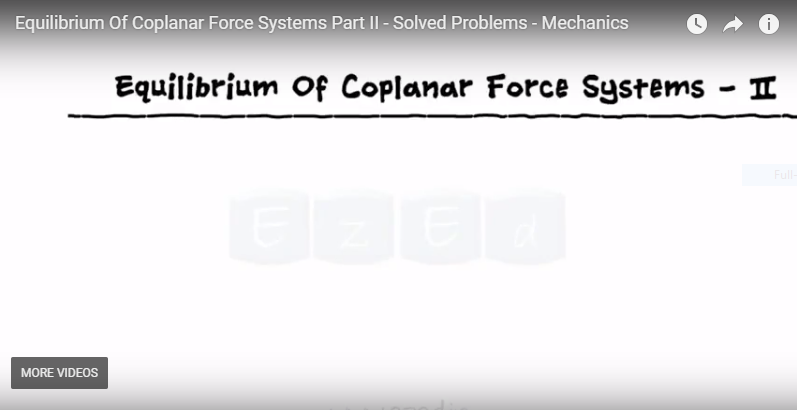 Equilibrium Of Coplanar Force Systems Part II - Solved Problems - Mechanics
Equilibrium Of Coplanar Force Systems - II
Full-
EzEd
MORE VIDEOS